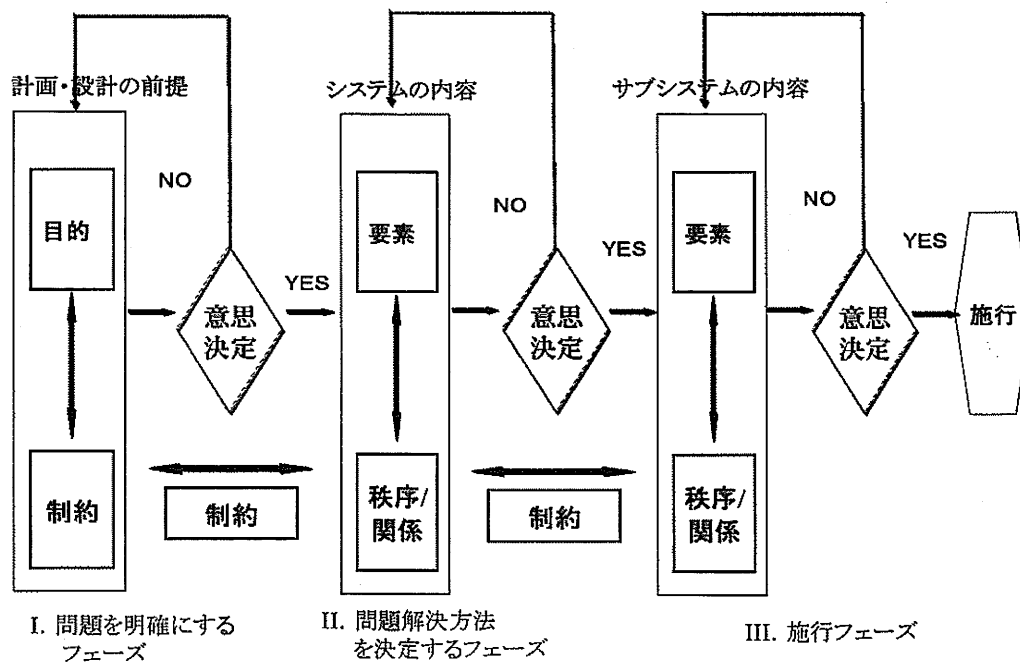 計画・設計の前提
システムの内容
サブシステムの内容
NO
NO
NO
目的
要素
要素
YES
YES
YES
意思
決定
意思
決定
意思
決定
施行
制約
制約
秩序/
関係
制約
秩序/
関係
I. 問題を明確にする
フェーズ
II. 問題解決方法
を決定するフェーズ
III. 施行フェーズ